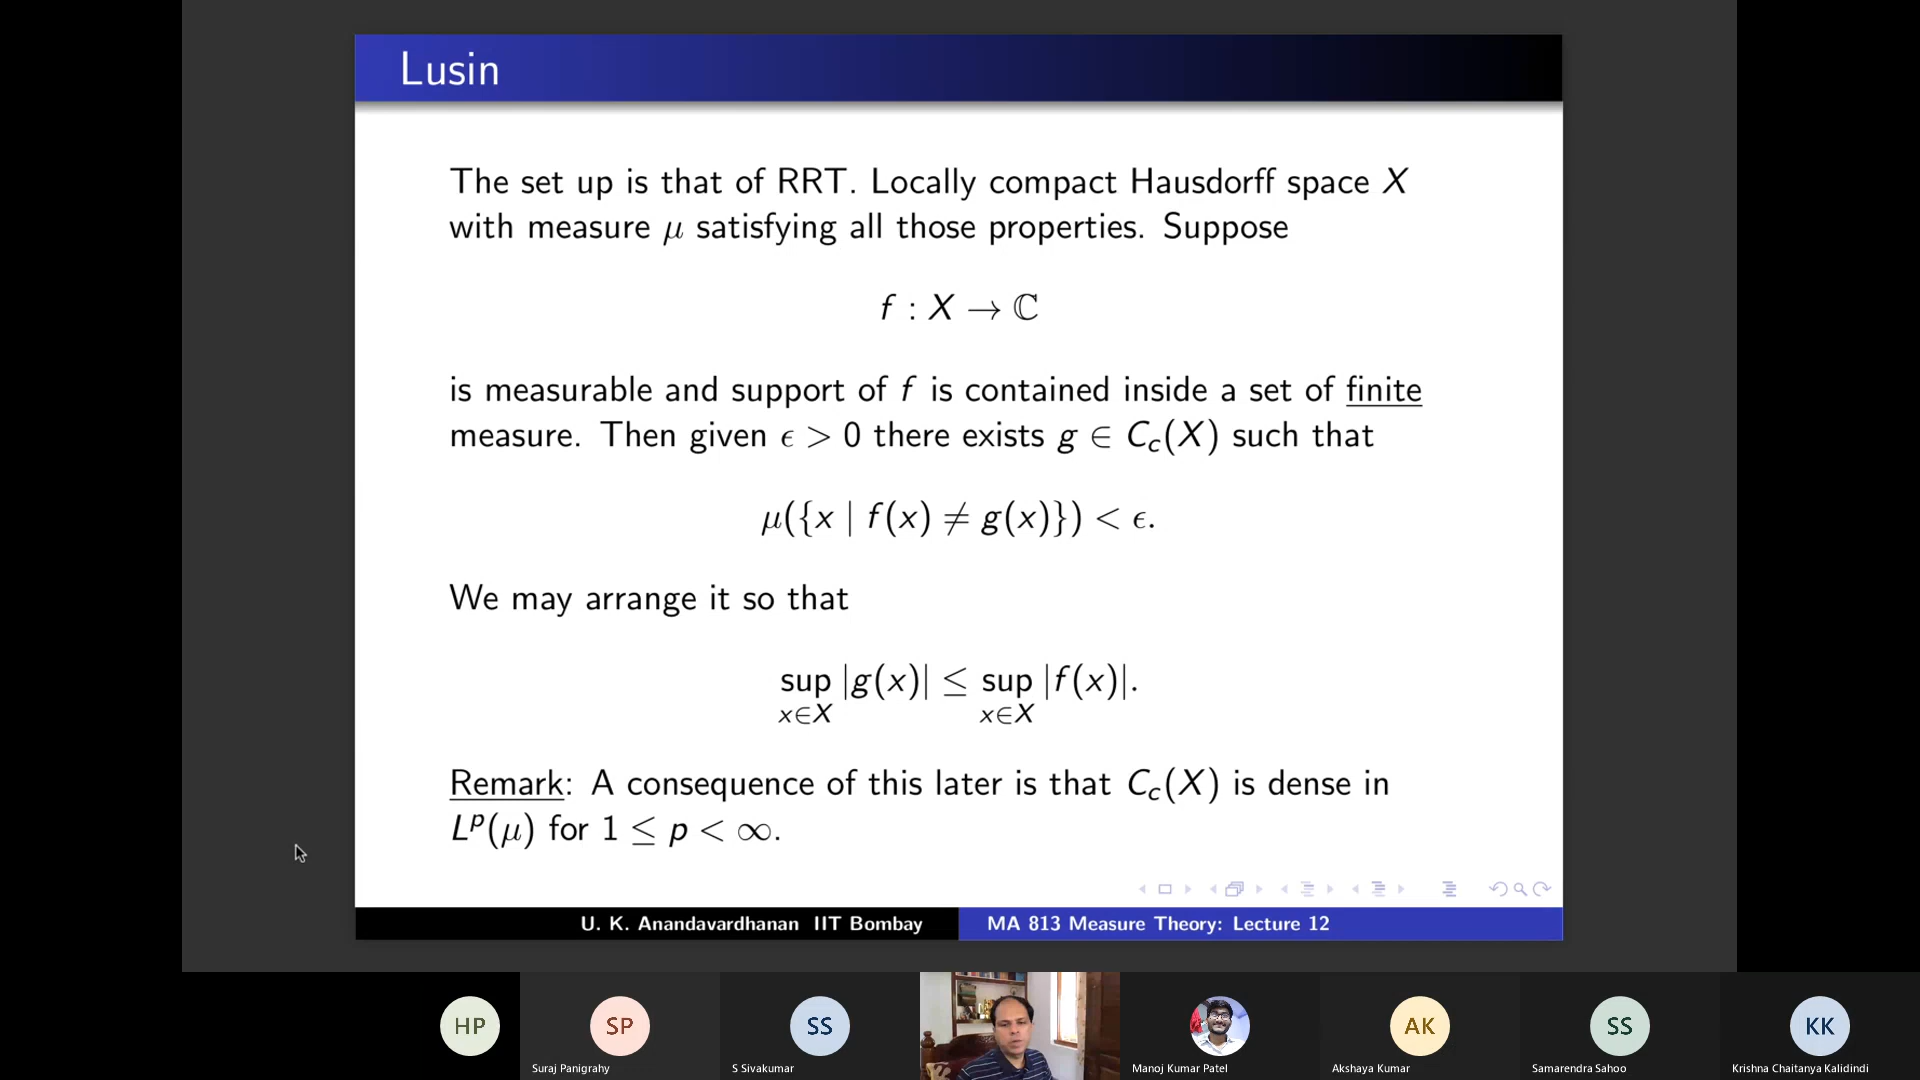 Lusin
The set up is that of RRT. Locally compact Hausdorff space X
with measure μ satisfying all those properties. Suppose
f : X → ℂ
is measurable and support of f is contained inside a set of finite
measure. Then given ϵ > 0 there exists g ∈ C_c(X) such that
μ({x | f(x) ≠ g(x)}) < ϵ.
We may arrange it so that
sup_{x∈X} |g(x)| ≤ sup_{x∈X} |f(x)|.
Remark: A consequence of this later is that C_c(X) is dense in
L^p(μ) for 1 ≤ p < ∞.
U. K. Anandavardhanan IIT Bombay
MA 813 Measure Theory: Lecture 12
HP
SP
SS
AK
SS
KK
Suraj Panigrahy
S Sivakumar
Manoj Kumar Patel
Akshaya Kumar
Samarendra Sahoo
Krishna Chaitanya Kalidindi